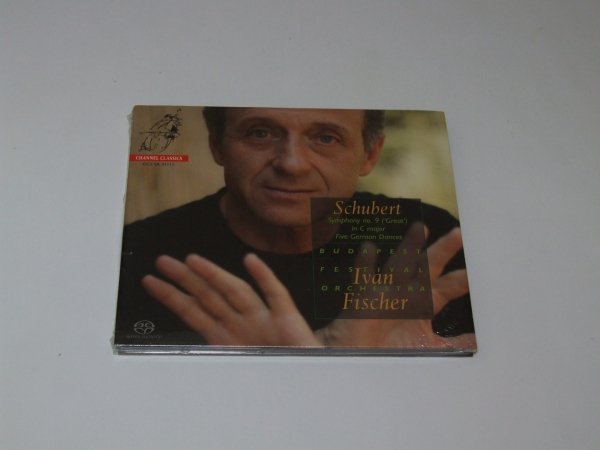 CHANNEL CLASSICS
Schubert
Symphony no. 9 ('Great')
in C major
Five German Dances
BUDAPEST
FESTIVAL
Iván
ORCHESTRA
Fischer